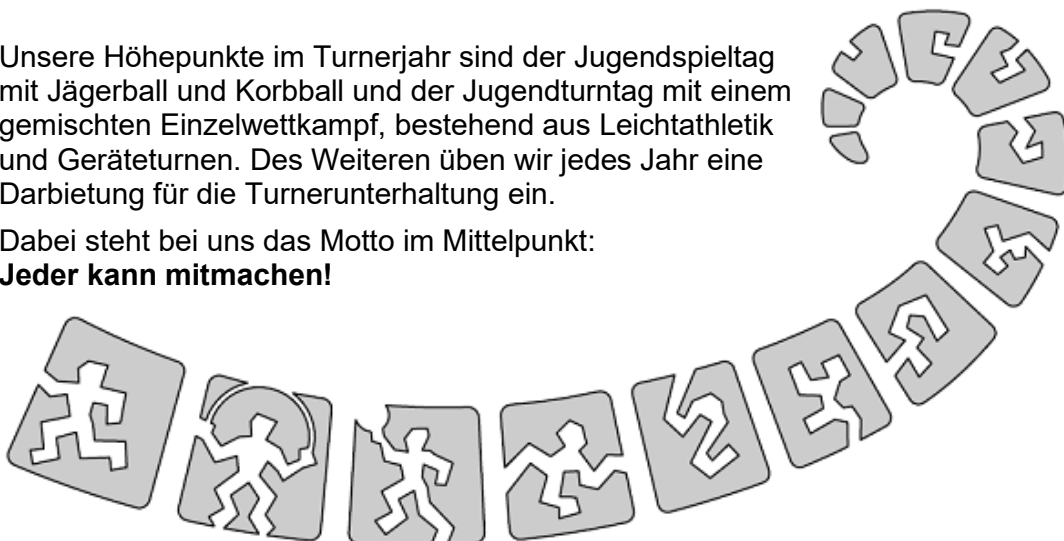 Unsere Höhepunkte im Turnerjahr sind der Jugendspieltag
mit Jägerball und Korbball und der Jugendturntag mit einem
gemischten Einzelwettkampf, bestehend aus Leichtathletik
und Geräteturnen. Des Weiteren üben wir jedes Jahr eine
Darbietung für die Turnerunterhaltung ein.
Dabei steht bei uns das Motto im Mittelpunkt:
Jeder kann mitmachen!